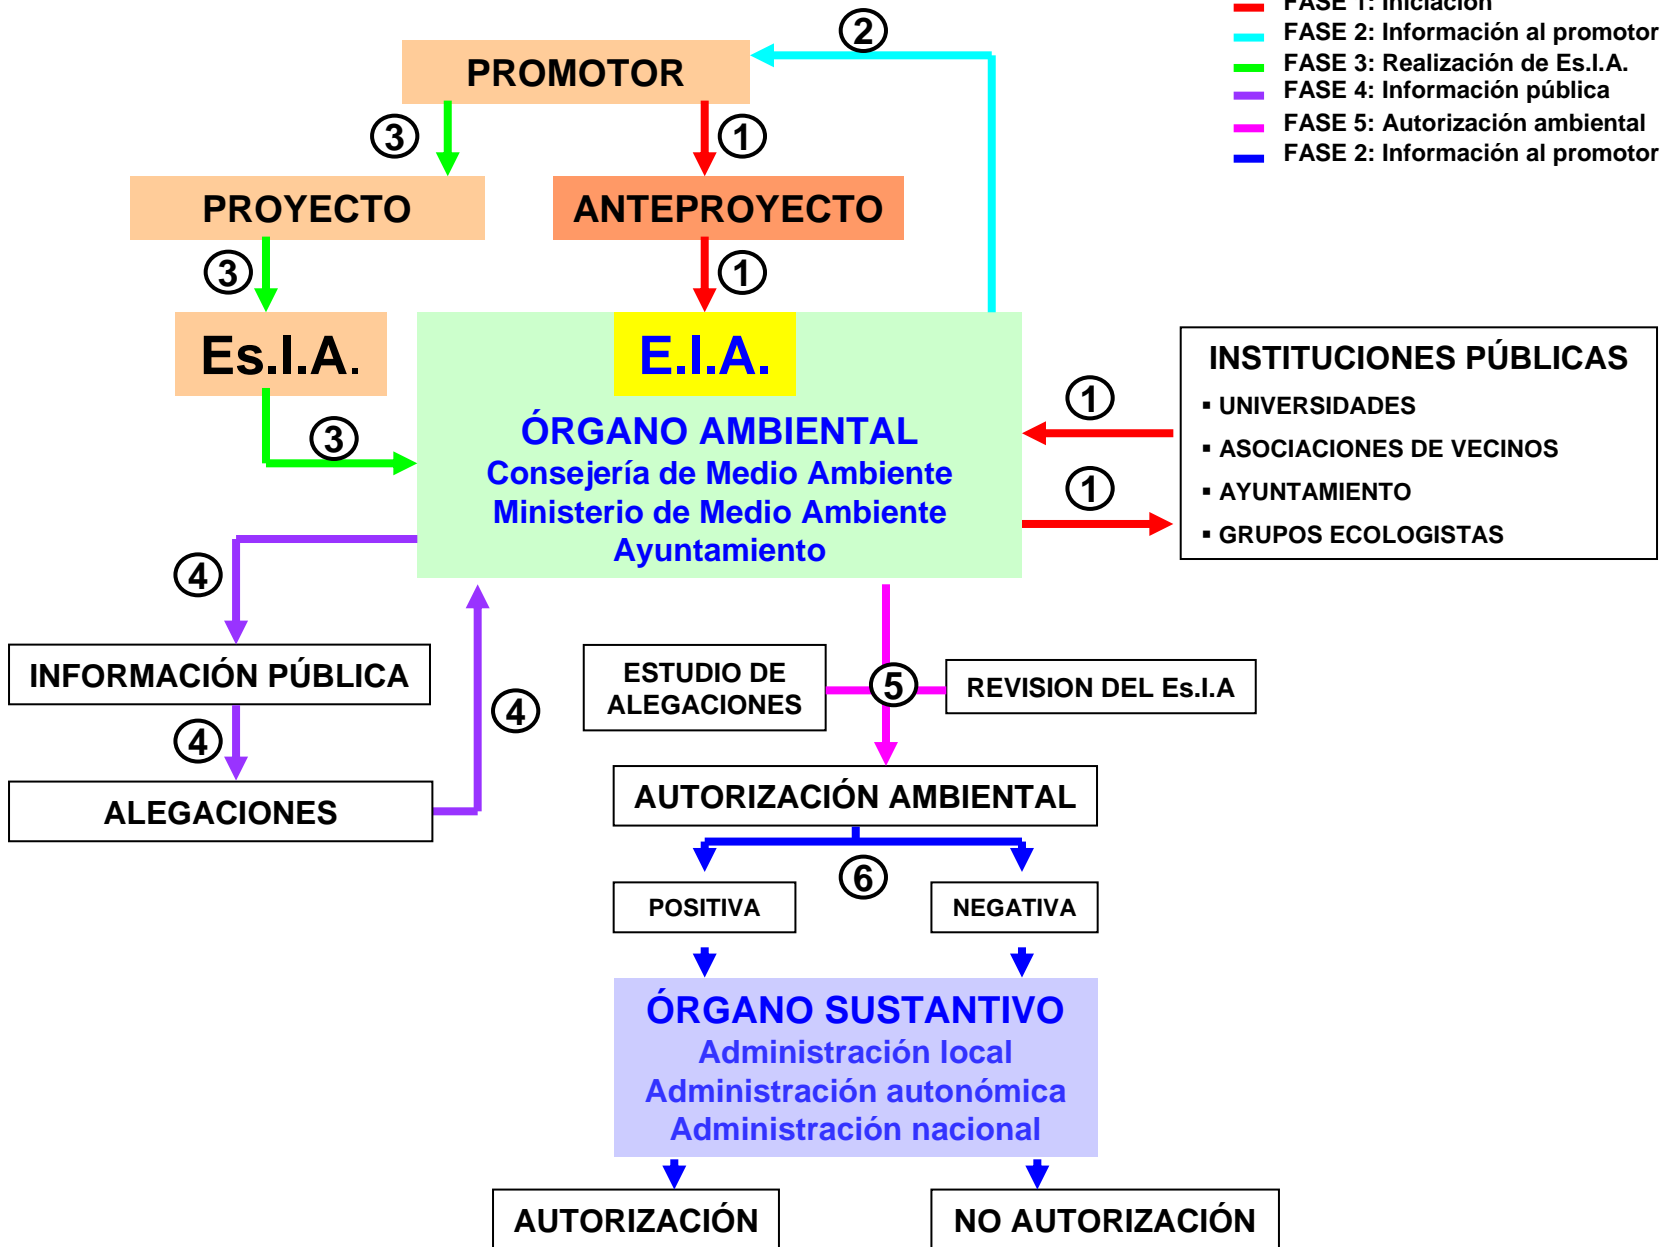 FASE 1: Iniciación
FASE 2: Información al promotor
FASE 3: Realización de Es.I.A.
FASE 4: Información pública
FASE 5: Autorización ambiental
FASE 2: Información al promotor
2
PROMOTOR
3
1
PROYECTO
ANTEPROYECTO
3
1
Es.I.A.
E.I.A.
ÓRGANO AMBIENTAL
Consejería de Medio Ambiente
Ministerio de Medio Ambiente
Ayuntamiento
3
1
1
INSTITUCIONES PÚBLICAS
▪ UNIVERSIDADES
▪ ASOCIACIONES DE VECINOS
▪ AYUNTAMIENTO
▪ GRUPOS ECOLOGISTAS
4
INFORMACIÓN PÚBLICA
4
4
ALEGACIONES
ESTUDIO DE
ALEGACIONES
5
REVISION DEL Es.I.A
AUTORIZACIÓN AMBIENTAL
6
POSITIVA
NEGATIVA
ÓRGANO SUSTANTIVO
Administración local
Administración autonómica
Administración nacional
AUTORIZACIÓN
NO AUTORIZACIÓN